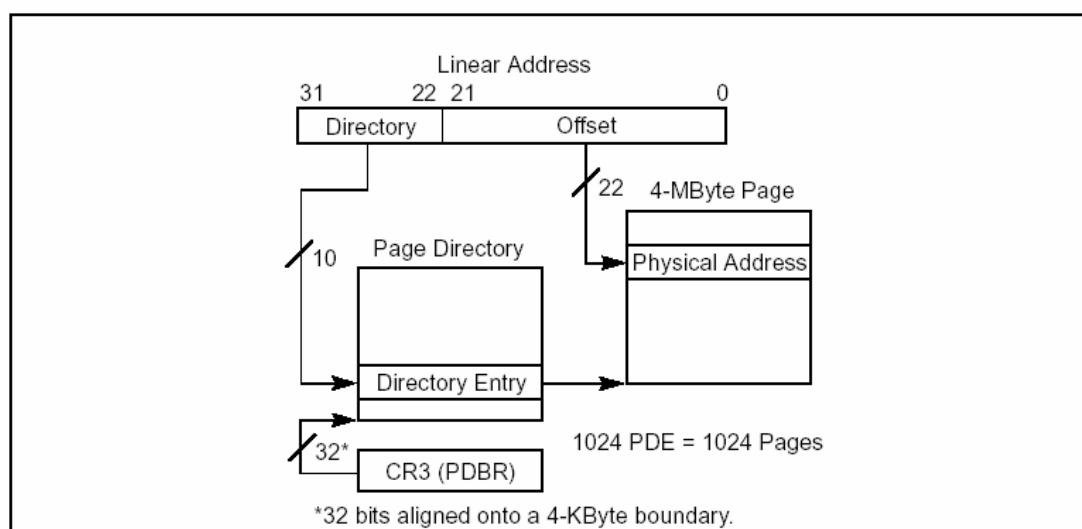 Linear Address
31 22 21 0
Directory Offset
22
4-MByte Page
10
Page Directory
Physical Address
Directory Entry
32*
CR3 (PDBR)
1024 PDE = 1024 Pages
*32 bits aligned onto a 4-KByte boundary.